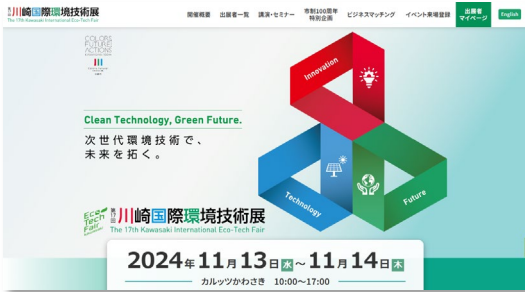 第17回 川崎国際環境技術展
The 17th Kawasaki International Eco-Tech Fair
開催概要 出展者一覧 講演・セミナー 市制100周年特別企画 ビジネスマッチング イベント来場登録 出展者マイページ English
COLORS,
FUTURE!
ACTIONS
Innovation
Clean Technology, Green Future.
次世代環境技術で、
未来を拓く。
Technology
Future
Eco Tech Fair
第17回 川崎国際環境技術展
The 17th Kawasaki International Eco-Tech Fair
2024年11月13日水~11月14日木
カルッツかわさき 10:00~17:00